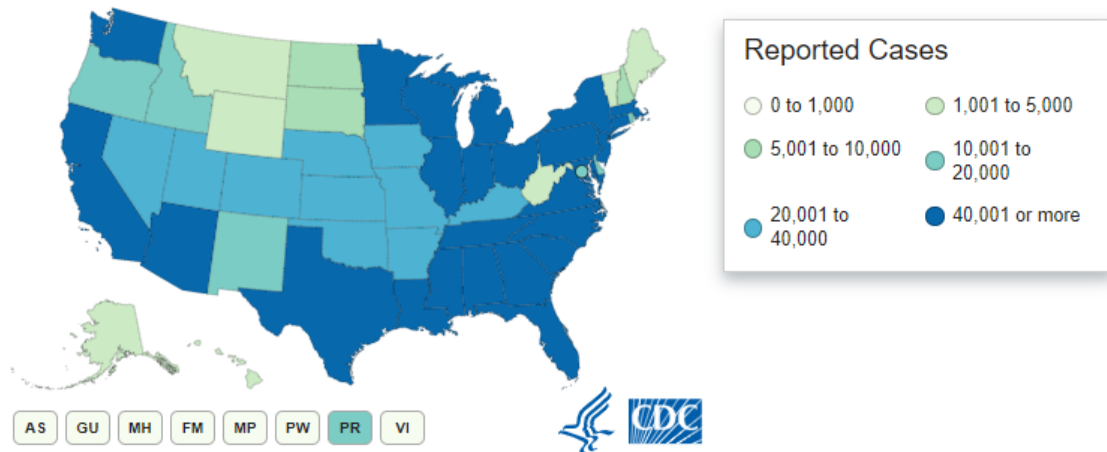 Reported Cases
0 to 1,000
1,001 to 5,000
5,001 to 10,000
10,001 to
20,000
20,001 to
40,000
40,001 or more
AS
GU
MH
FM
MP
PW
PR
VI
CDC